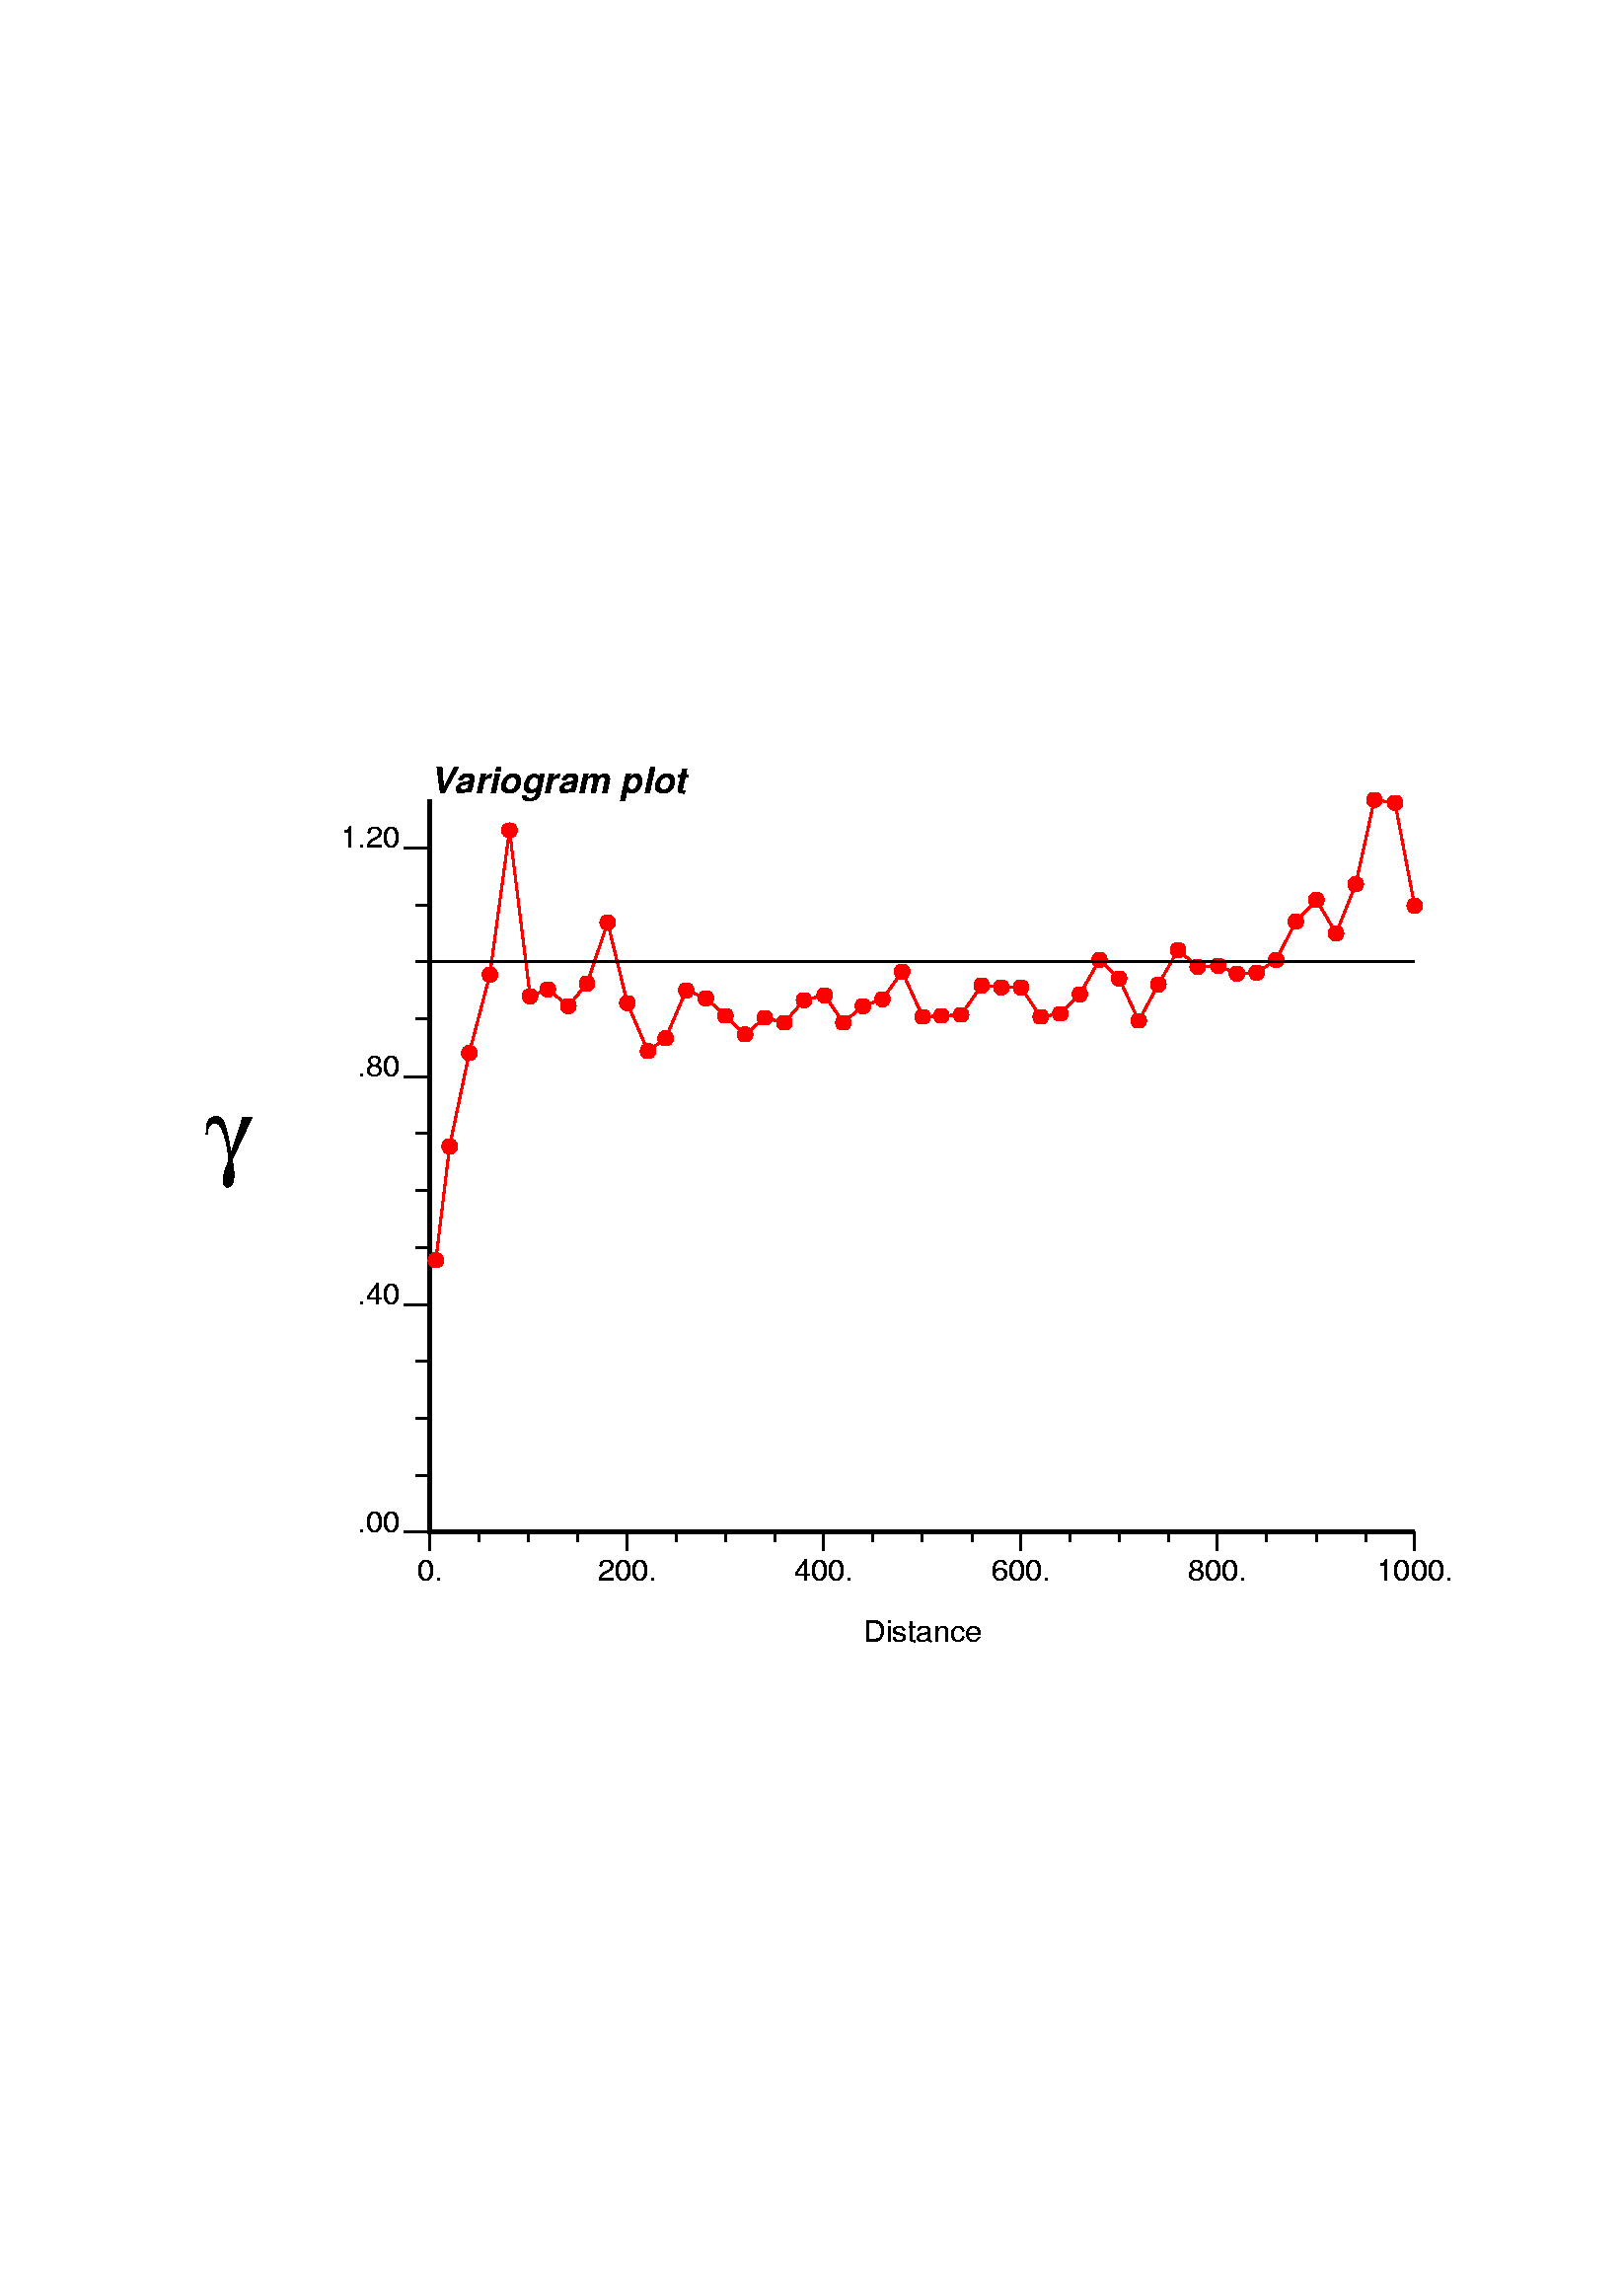 Variogram plot
1.20
.80
γ
.40
.00
0. 200. 400. 600. 800. 1000.
Distance